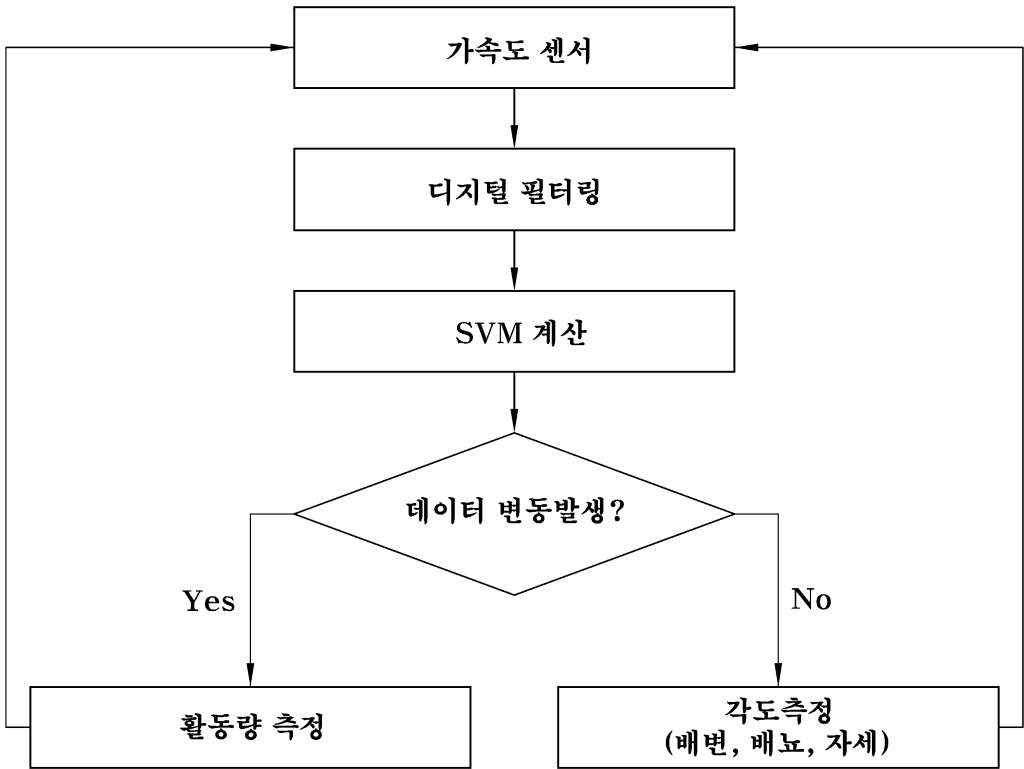 가속도 센서
디지털 필터링
SVM 계산
데이터 변동발생?
Yes
No
활동량 측정
각도측정
(배변, 배뇨, 자세)